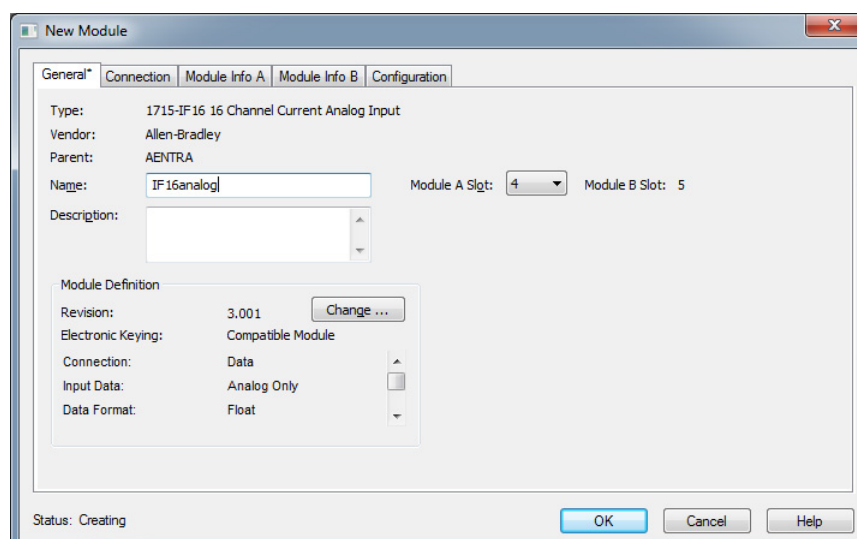 New Module
General* Connection Module Info A Module Info B Configuration
Type: 1715-IF16 16 Channel Current Analog Input
Vendor: Allen-Bradley
Parent: AENTRA
Name: IF16analog Module A Slot: 4 Module B Slot: 5
Description:
Module Definition
Revision: 3.001 Change ...
Electronic Keying: Compatible Module
Connection: Data
Input Data: Analog Only
Data Format: Float
Status: Creating OK Cancel Help